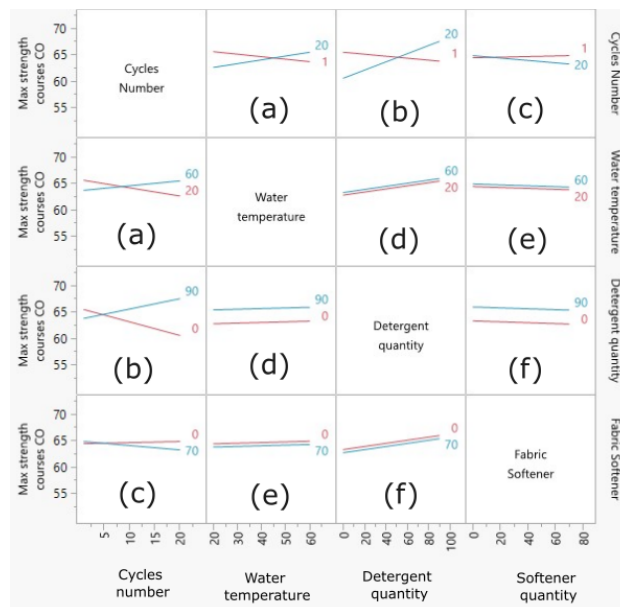 Max strength
courses CO
70
65
60
55
Cycles
Number
20
1
(a)
20
1
(b)
1
20
(c)
Cycles Number
Max strength
courses CO
70
65
60
55
60
20
(a)
Water
temperature
60
20
(d)
60
20
(e)
Water temperature
Max strength
courses CO
70
65
60
55
90
0
(b)
90
0
(d)
Detergent
quantity
90
0
(f)
Detergent quantity
Max strength
courses CO
70
65
60
55
0
70
(c)
0
70
(e)
0
70
(f)
Fabric
Softener
Fabric Softener
5
10
15
20
20
30
40
50
60
0
20
40
60
80
100
0
20
40
60
80
Cycles
number
Water
temperature
Detergent
quantity
Softener
quantity